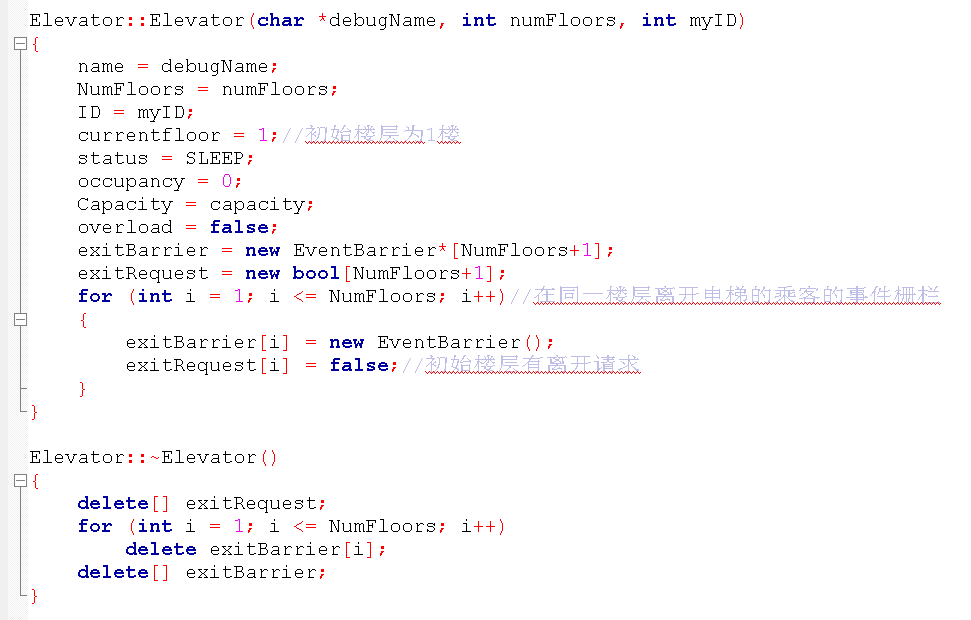 Elevator::Elevator(char *debugName, int numFloors, int myID)
{
    name = debugName;
    NumFloors = numFloors;
    ID = myID;
    currentfloor = 1;//初始楼层为1楼
    status = SLEEP;
    occupancy = 0;
    Capacity = capacity;
    overload = false;
    exitBarrier = new EventBarrier*[NumFloors+1];
    exitRequest = new bool[NumFloors+1];
    for (int i = 1; i <= NumFloors; i++)//在同一楼层离开电梯的乘客的事件栅栏
    {
        exitBarrier[i] = new EventBarrier();
        exitRequest[i] = false;//初始楼层有离开请求
    }
}

Elevator::~Elevator()
{
    delete[] exitRequest;
    for (int i = 1; i <= NumFloors; i++)
        delete exitBarrier[i];
    delete[] exitBarrier;
}